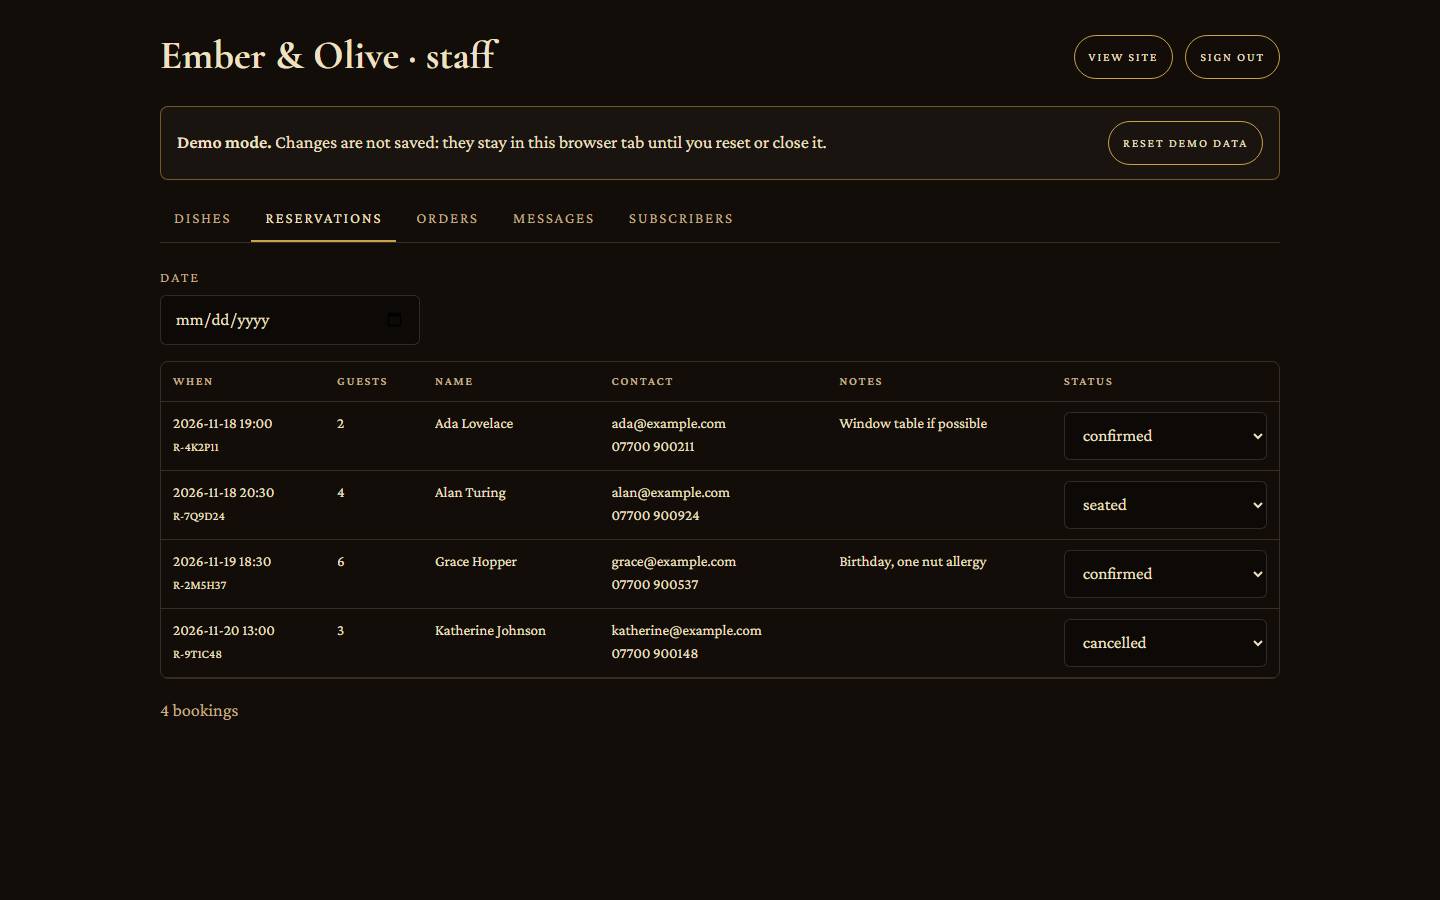 Ember & Olive · staff
VIEW SITE
SIGN OUT
Demo mode. Changes are not saved: they stay in this browser tab until you reset or close it.
RESET DEMO DATA
DISHES RESERVATIONS ORDERS MESSAGES SUBSCRIBERS
DATE
mm/dd/yyyy
WHEN GUESTS NAME CONTACT NOTES STATUS
2026-11-18 19:00 2 Ada Lovelace ada@example.com Window table if possible confirmed
R-4K2P11 07700 900211
2026-11-18 20:30 4 Alan Turing alan@example.com seated
R-7Q9D24 07700 900924
2026-11-19 18:30 6 Grace Hopper grace@example.com Birthday, one nut allergy confirmed
R-2M5H37 07700 900537
2026-11-20 13:00 3 Katherine Johnson katherine@example.com cancelled
R-9T1C48 07700 900148
4 bookings